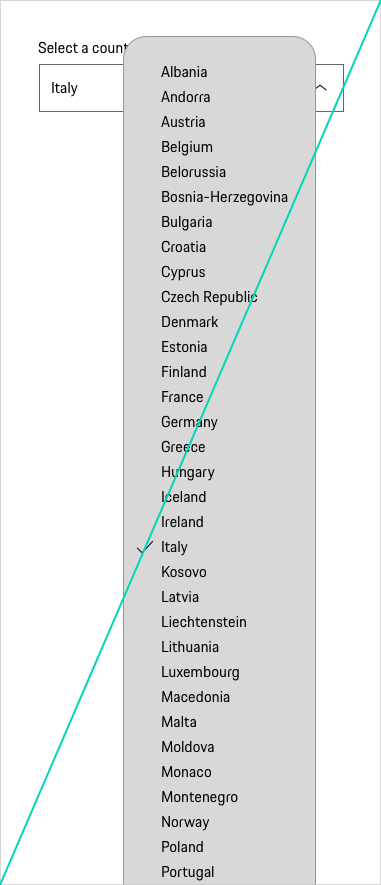 Select a count
Italy
Albania
Andorra
Austria
Belgium
Belorussia
Bosnia-Herzegovina
Bulgaria
Croatia
Cyprus
Czech Republic
Denmark
Estonia
Finland
France
Germany
Greece
Hungary
Iceland
Ireland
Italy
Kosovo
Latvia
Liechtenstein
Lithuania
Luxembourg
Macedonia
Malta
Moldova
Monaco
Montenegro
Norway
Poland
Portugal